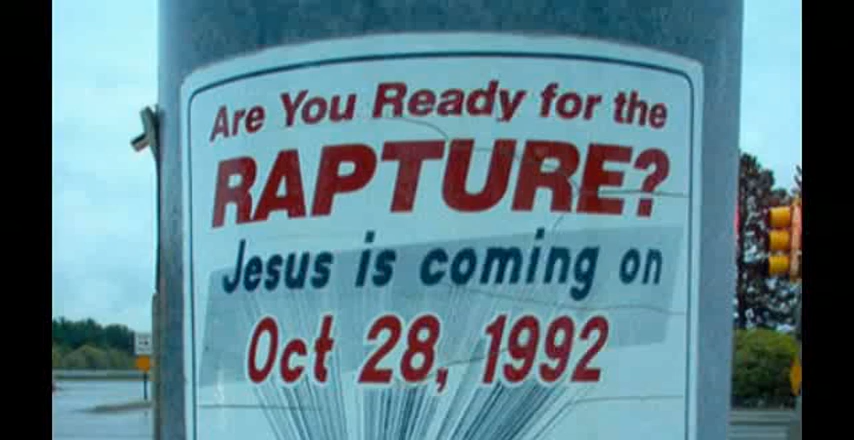 Are You Ready for the
RAPTURE?
Jesus is coming on
Oct 28, 1992